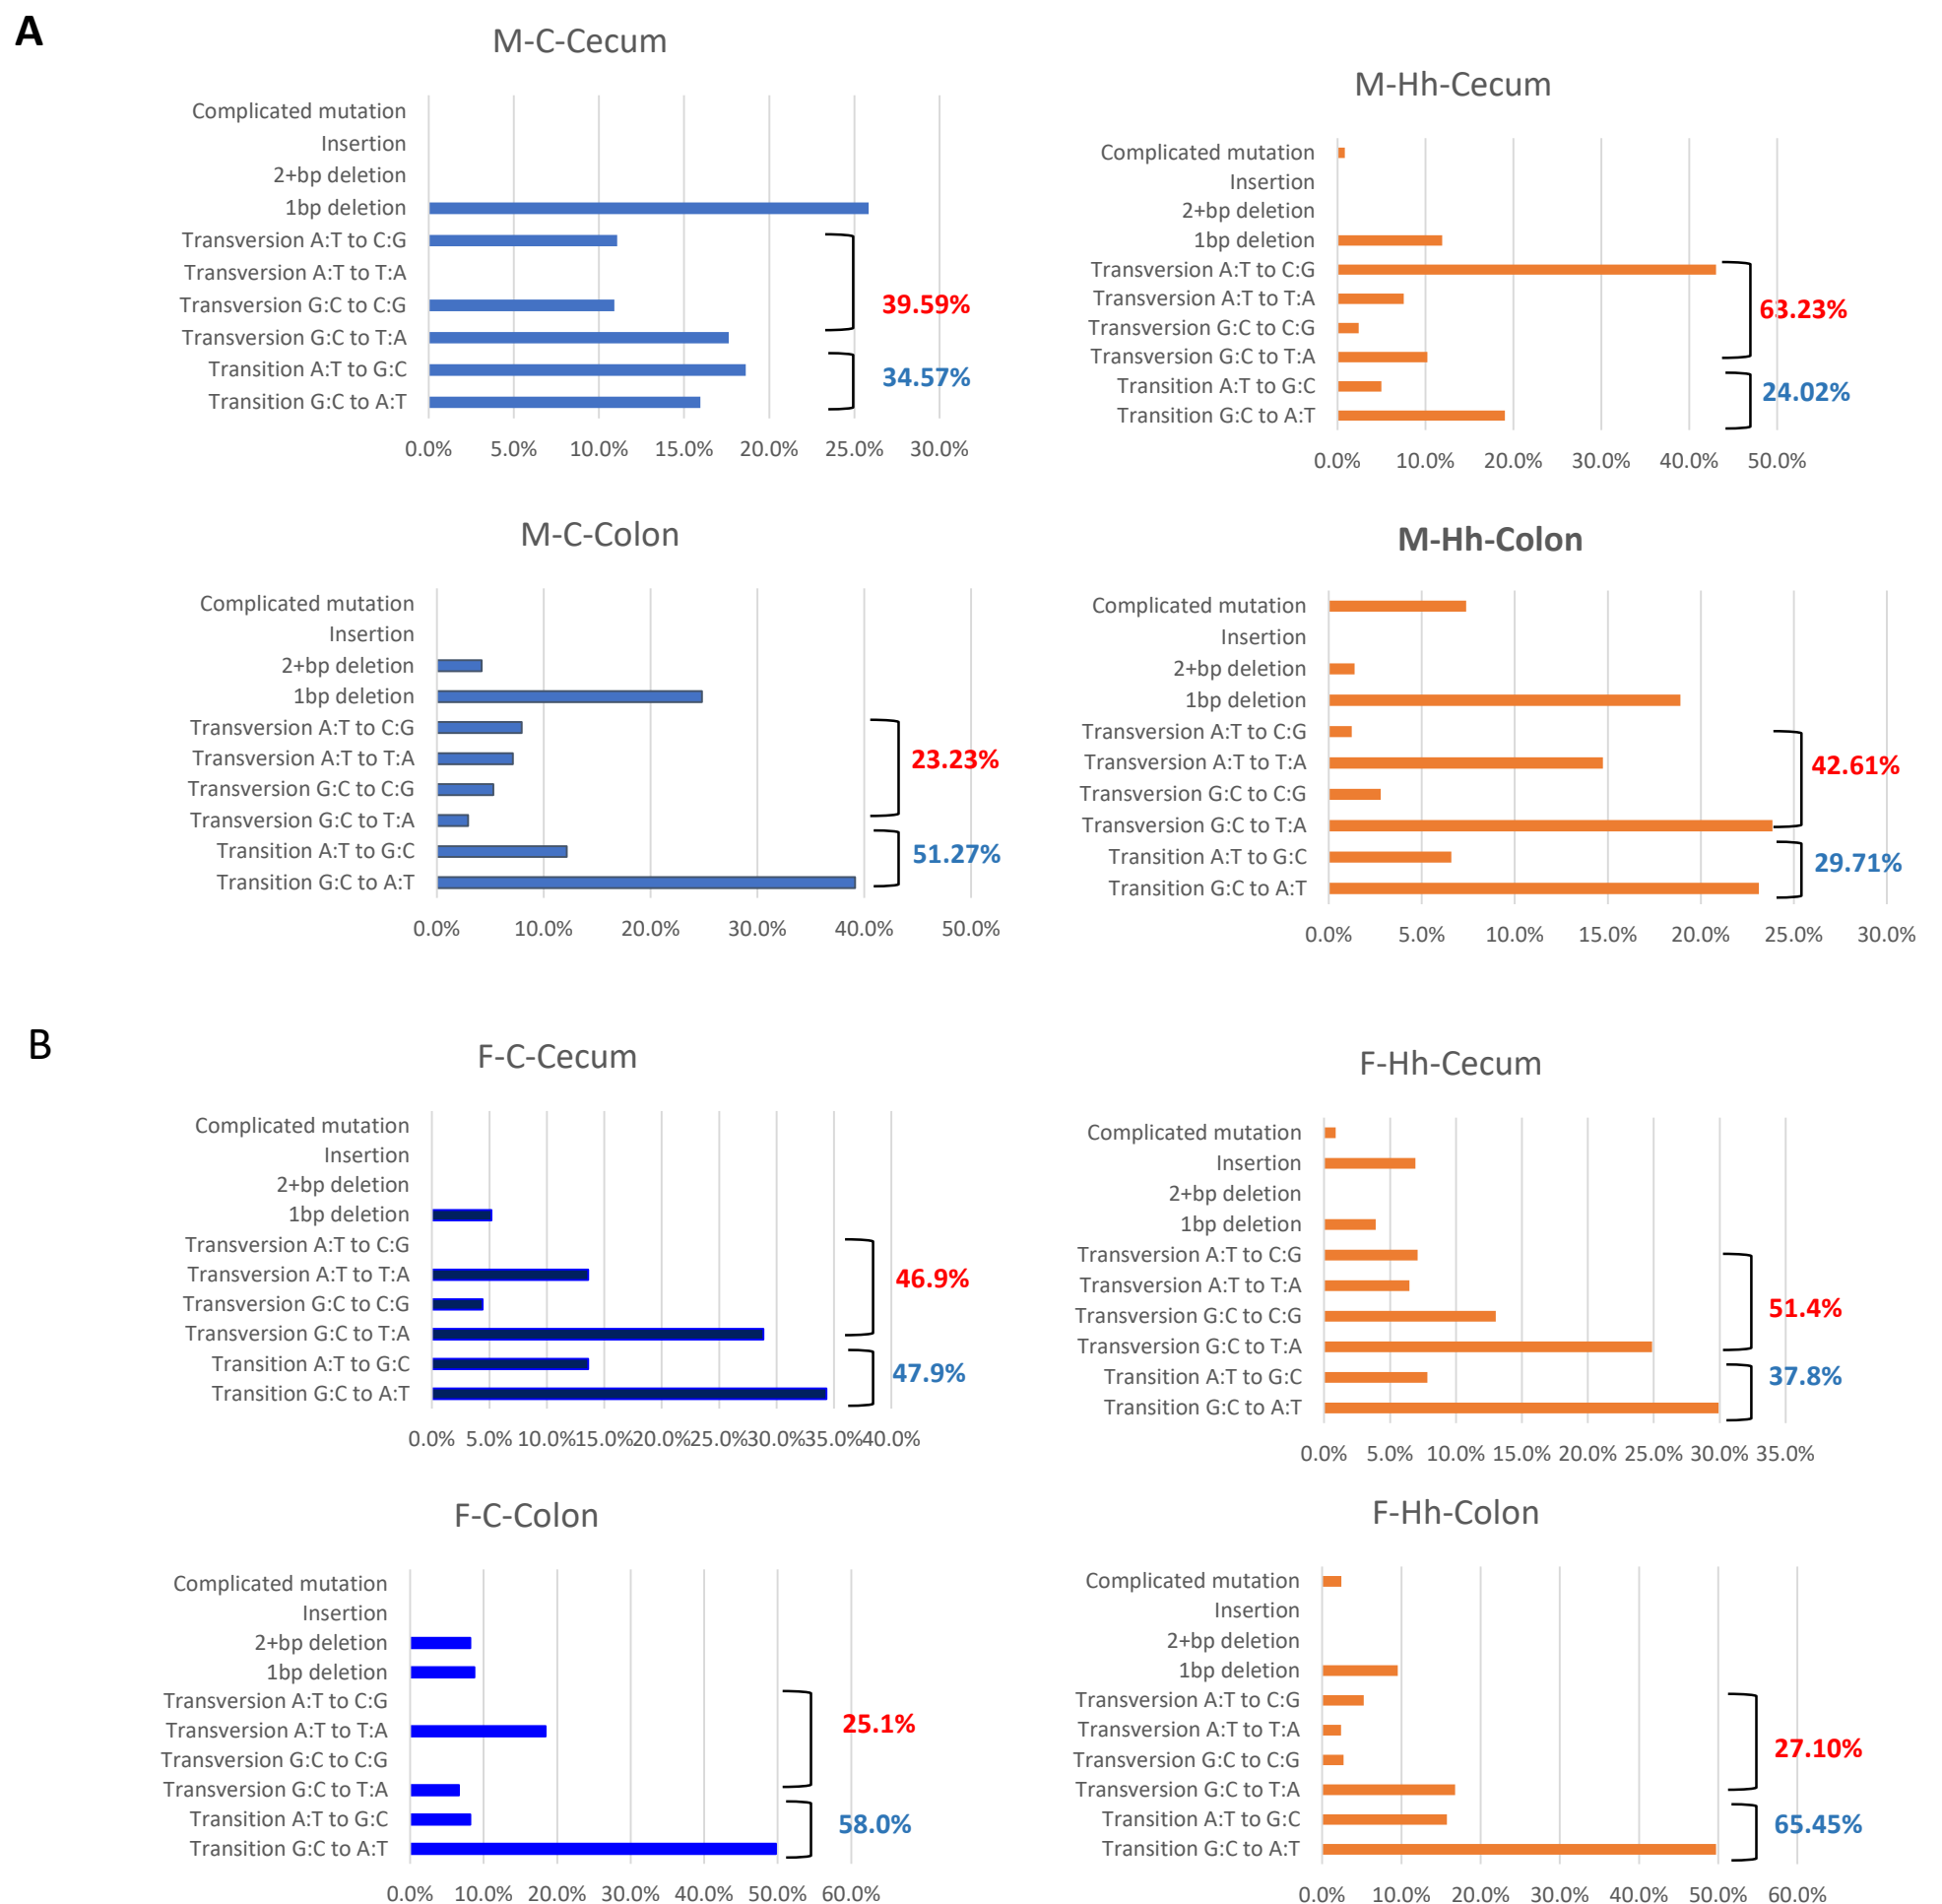 A
M-C-Cecum
Complicated mutation
Insertion
2+bp deletion
1bp deletion
Transversion A:T to C:G
Transversion A:T to T:A
Transversion G:C to C:G
Transversion G:C to T:A
Transition A:T to G:C
Transition G:C to A:T
39.59%
34.57%
0.0% 5.0% 10.0% 15.0% 20.0% 25.0% 30.0%
M-Hh-Cecum
Complicated mutation
Insertion
2+bp deletion
1bp deletion
Transversion A:T to C:G
Transversion A:T to T:A
Transversion G:C to C:G
Transversion G:C to T:A
Transition A:T to G:C
Transition G:C to A:T
63.23%
24.02%
0.0% 10.0% 20.0% 30.0% 40.0% 50.0%
M-C-Colon
Complicated mutation
Insertion
2+bp deletion
1bp deletion
Transversion A:T to C:G
Transversion A:T to T:A
Transversion G:C to C:G
Transversion G:C to T:A
Transition A:T to G:C
Transition G:C to A:T
23.23%
51.27%
0.0% 10.0% 20.0% 30.0% 40.0% 50.0%
M-Hh-Colon
Complicated mutation
Insertion
2+bp deletion
1bp deletion
Transversion A:T to C:G
Transversion A:T to T:A
Transversion G:C to C:G
Transversion G:C to T:A
Transition A:T to G:C
Transition G:C to A:T
42.61%
29.71%
0.0% 5.0% 10.0% 15.0% 20.0% 25.0% 30.0%
B
F-C-Cecum
Complicated mutation
Insertion
2+bp deletion
1bp deletion
Transversion A:T to C:G
Transversion A:T to T:A
Transversion G:C to C:G
Transversion G:C to T:A
Transition A:T to G:C
Transition G:C to A:T
46.9%
47.9%
0.0% 5.0% 10.0% 15.0% 20.0% 25.0% 30.0% 35.0% 40.0%
F-Hh-Cecum
Complicated mutation
Insertion
2+bp deletion
1bp deletion
Transversion A:T to C:G
Transversion A:T to T:A
Transversion G:C to C:G
Transversion G:C to T:A
Transition A:T to G:C
Transition G:C to A:T
51.4%
37.8%
0.0% 5.0% 10.0% 15.0% 20.0% 25.0% 30.0% 35.0%
F-C-Colon
Complicated mutation
Insertion
2+bp deletion
1bp deletion
Transversion A:T to C:G
Transversion A:T to T:A
Transversion G:C to C:G
Transversion G:C to T:A
Transition A:T to G:C
Transition G:C to A:T
25.1%
58.0%
0.0% 10.0% 20.0% 30.0% 40.0% 50.0% 60.0%
F-Hh-Colon
Complicated mutation
Insertion
2+bp deletion
1bp deletion
Transversion A:T to C:G
Transversion A:T to T:A
Transversion G:C to C:G
Transversion G:C to T:A
Transition A:T to G:C
Transition G:C to A:T
27.10%
65.45%
0.0% 10.0% 20.0% 30.0% 40.0% 50.0% 60.0%